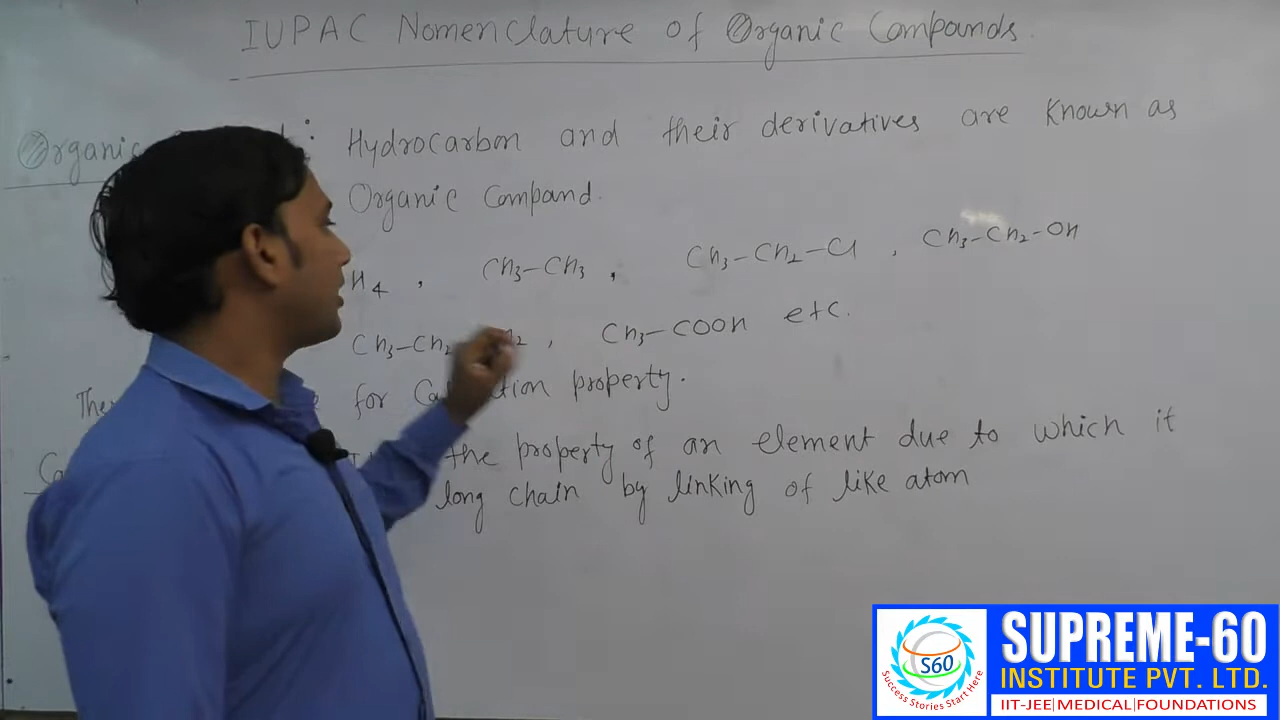 IUPAC Nomenclature of Organic Compounds.
Organic : Hydrocarbon and their derivatives are known as
Organic Compound.
H4 , CH3-CH3 , CH3-CH2-Cl , CH3-CH2-OH
CH3-CH2 , CH3-COOH etc.
for property.
the property of an element due to which it
long chain by linking of like atom
S60
Success Stories Start Here
SUPREME-60
INSTITUTE PVT. LTD.
IIT-JEE|MEDICAL|FOUNDATIONS